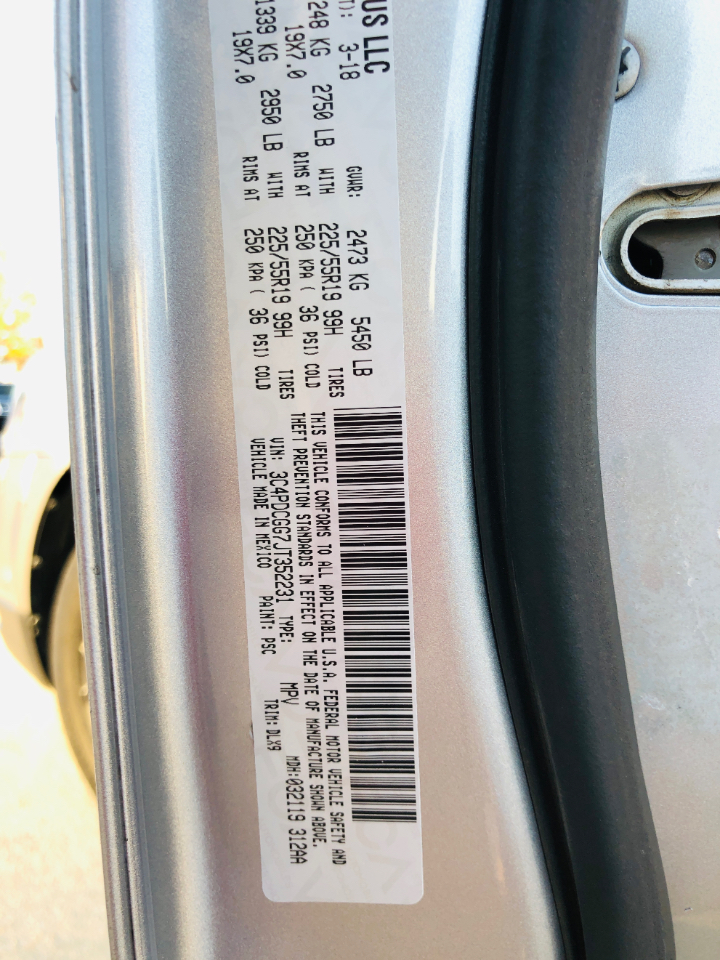 US LLC
T): 3-18 GVWR: 2473 KG 5450 LB
248 KG 2750 LB WITH 225/55R19 99H TIRES
19X7.0 RIMS AT 250 KPA ( 36 PSI) COLD
1339 KG 2950 LB WITH 225/55R19 99H TIRES
19X7.0 RIMS AT 250 KPA ( 36 PSI) COLD
THIS VEHICLE CONFORMS TO ALL APPLICABLE U.S.A. FEDERAL MOTOR VEHICLE SAFETY AND
THEFT PREVENTION STANDARDS IN EFFECT ON THE DATE OF MANUFACTURE SHOWN ABOVE.
VIN: 3C4PDCGG7JT352231 TYPE: MPV MDH:032119 312AA
VEHICLE MADE IN MEXICO PAINT: PSC TRIM: DLX9